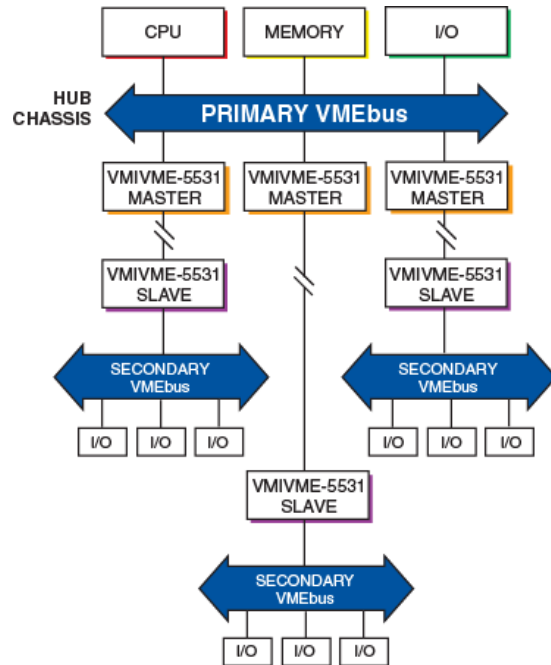 CPU
MEMORY
I/O
HUB
CHASSIS
PRIMARY VMEbus
VMIVME-5531
MASTER
VMIVME-5531
MASTER
VMIVME-5531
MASTER
VMIVME-5531
SLAVE
VMIVME-5531
SLAVE
SECONDARY
VMEbus
SECONDARY
VMEbus
I/O
I/O
I/O
I/O
I/O
I/O
VMIVME-5531
SLAVE
SECONDARY
VMEbus
I/O
I/O
I/O